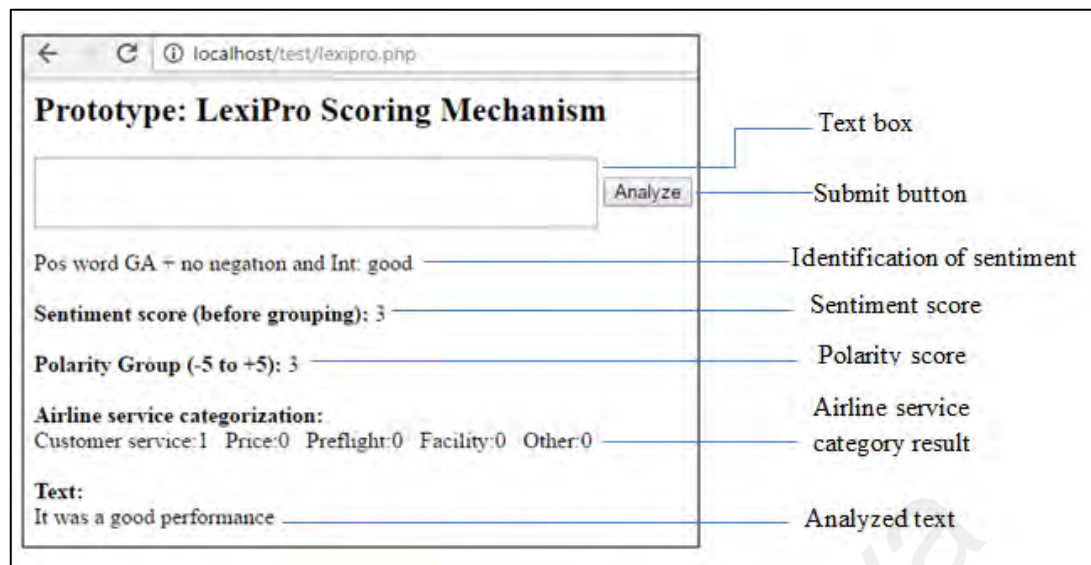 localhost/test/lexipro.php
Prototype: LexiPro Scoring Mechanism
Text box
Analyze
Submit button
Pos word GA + no negation and Int: good
Identification of sentiment
Sentiment score (before grouping): 3
Sentiment score
Polarity Group (-5 to +5): 3
Polarity score
Airline service categorization:
Customer service:1 Price:0 Preflight:0 Facility:0 Other:0
Airline service
category result
Text:
It was a good performance
Analyzed text